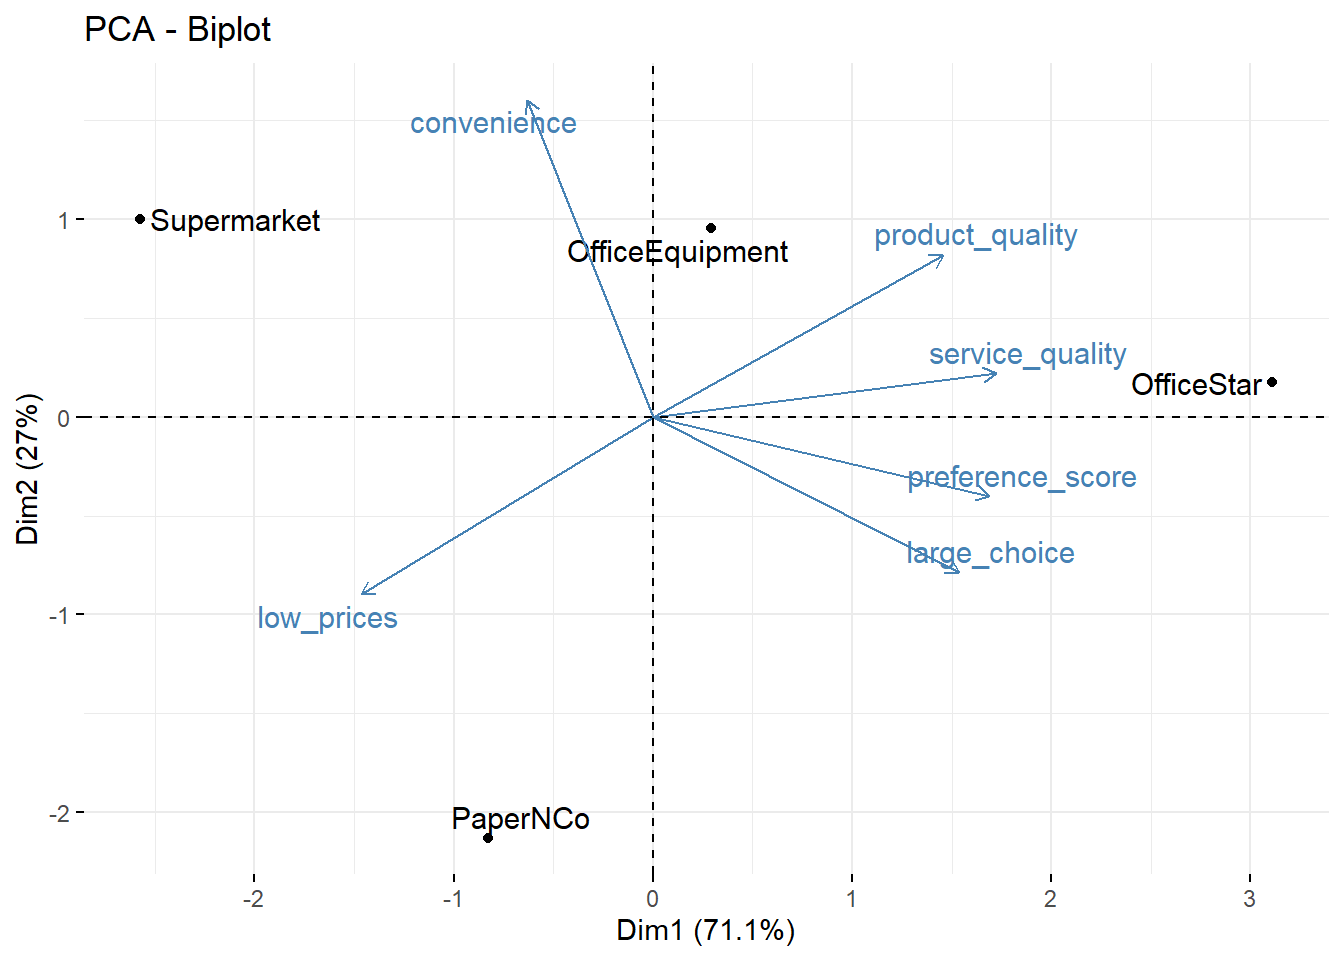 PCA - Biplot
convenience
Supermarket
OfficeEquipment
product_quality
service_quality
OfficeStar
preference_score
large_choice
low_prices
PaperNCo
1
0
-1
-2
Dim2 (27%)
-2
-1
0
1
2
3
Dim1 (71.1%)